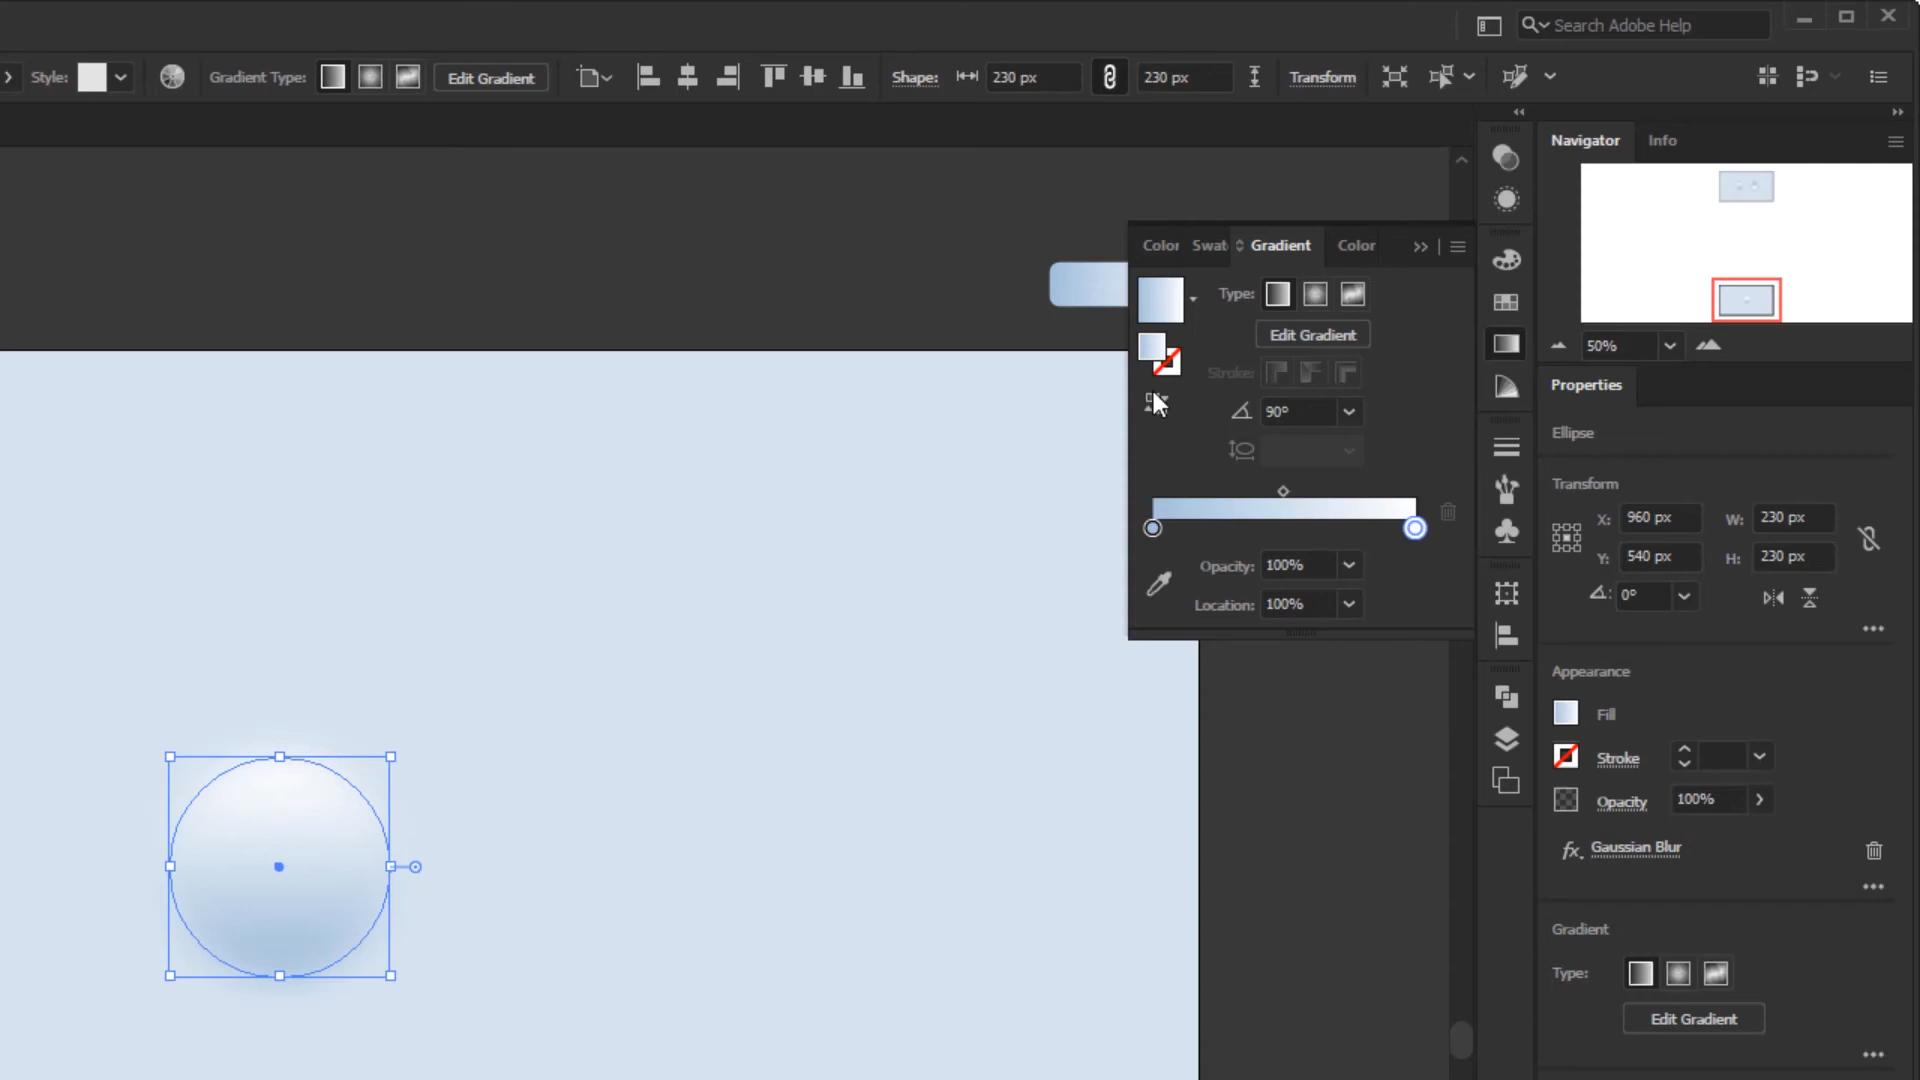 Search Adobe Help
Style: Gradient Type: Edit Gradient Shape: 230 px 230 px Transform
Navigator Info
Color Swat Gradient Color
Type:
Edit Gradient
Stroke:
90°
Opacity: 100%
Location: 100%
50%
Properties
Ellipse
Transform
X: 960 px W: 230 px
Y: 540 px H: 230 px
0°
Appearance
Fill
Stroke
Opacity 100%
fx. Gaussian Blur
Gradient
Type:
Edit Gradient